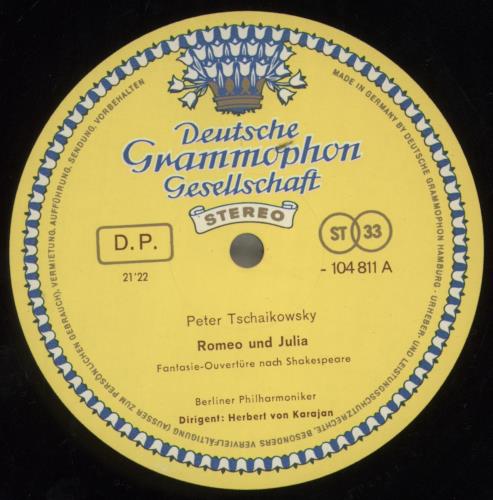 Deutsche
Grammophon
Gesellschaft
STEREO
D.P.
ST 33
21'22
- 104 811 A
Peter Tschaikowsky
Romeo und Julia
Fantasie-Ouvertüre nach Shakespeare
Berliner Philharmoniker
Dirigent: Herbert von Karajan
MADE IN GERMANY BY DEUTSCHE GRAMMOPHON HAMBURG · URHEBER- UND LEISTUNGSSCHUTZRECHTE, BESONDERS VERVIELFÄLTIGUNG (AUSSER ZUM PERSÖNLICHEN GEBRAUCH), VERMIETUNG, AUFFÜHRUNG, SENDUNG, VORBEHALTEN